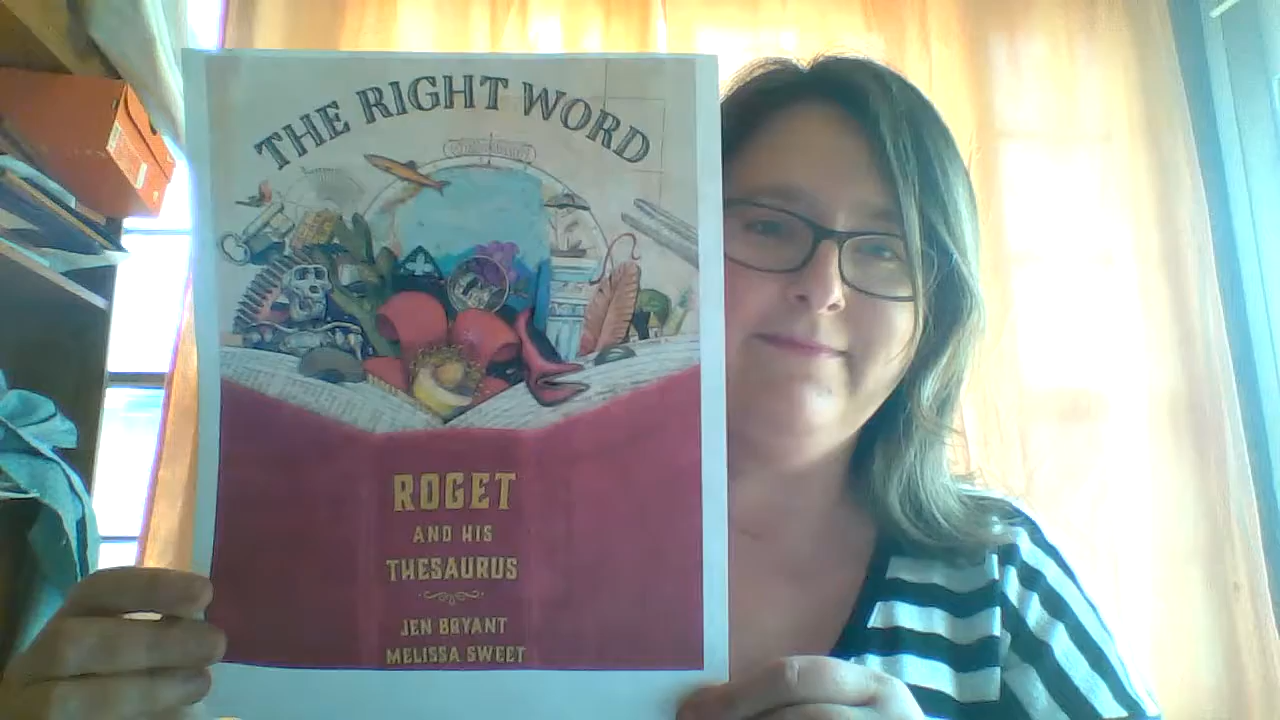 THE RIGHT WORD
ROGET
AND HIS
THESAURUS
JEN BRYANT
MELISSA SWEET